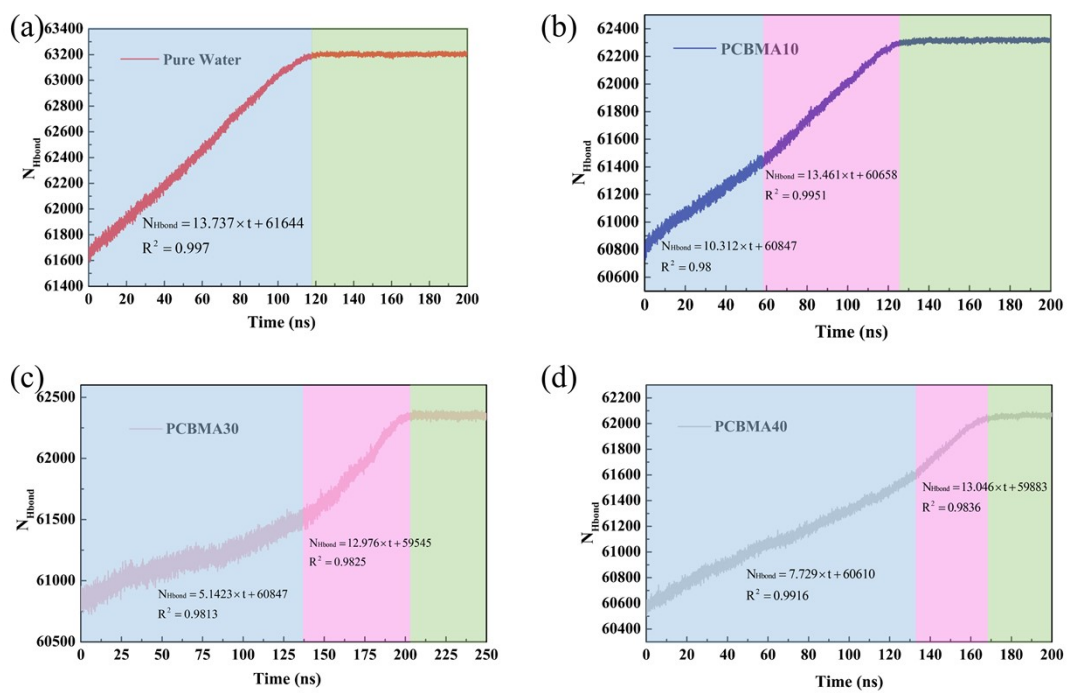 (a)
63400
63200
63000
62800
62600
62400
62200
62000
61800
61600
61400
N_Hbond
Pure Water
N_Hbond = 13.737×t+61644
R² = 0.997
0 20 40 60 80 100 120 140 160 180 200
Time (ns)
(b)
62400
62200
62000
61800
61600
61400
61200
61000
60800
60600
N_Hbond
PCBMA10
N_Hbond = 13.461×t+60658
R² = 0.9951
N_Hbond = 10.312×t+60847
R² = 0.98
0 20 40 60 80 100 120 140 160 180 200
Time (ns)
(c)
62500
62000
61500
61000
60500
N_Hbond
PCBMA30
N_Hbond = 12.976×t+59545
R² = 0.9825
N_Hbond = 5.1423×t+60847
R² = 0.9813
0 25 50 75 100 125 150 175 200 225 250
Time (ns)
(d)
62200
62000
61800
61600
61400
61200
61000
60800
60600
60400
N_Hbond
PCBMA40
N_Hbond = 13.046×t+59883
R² = 0.9836
N_Hbond = 7.729×t+60610
R² = 0.9916
0 20 40 60 80 100 120 140 160 180 200
Time (ns)